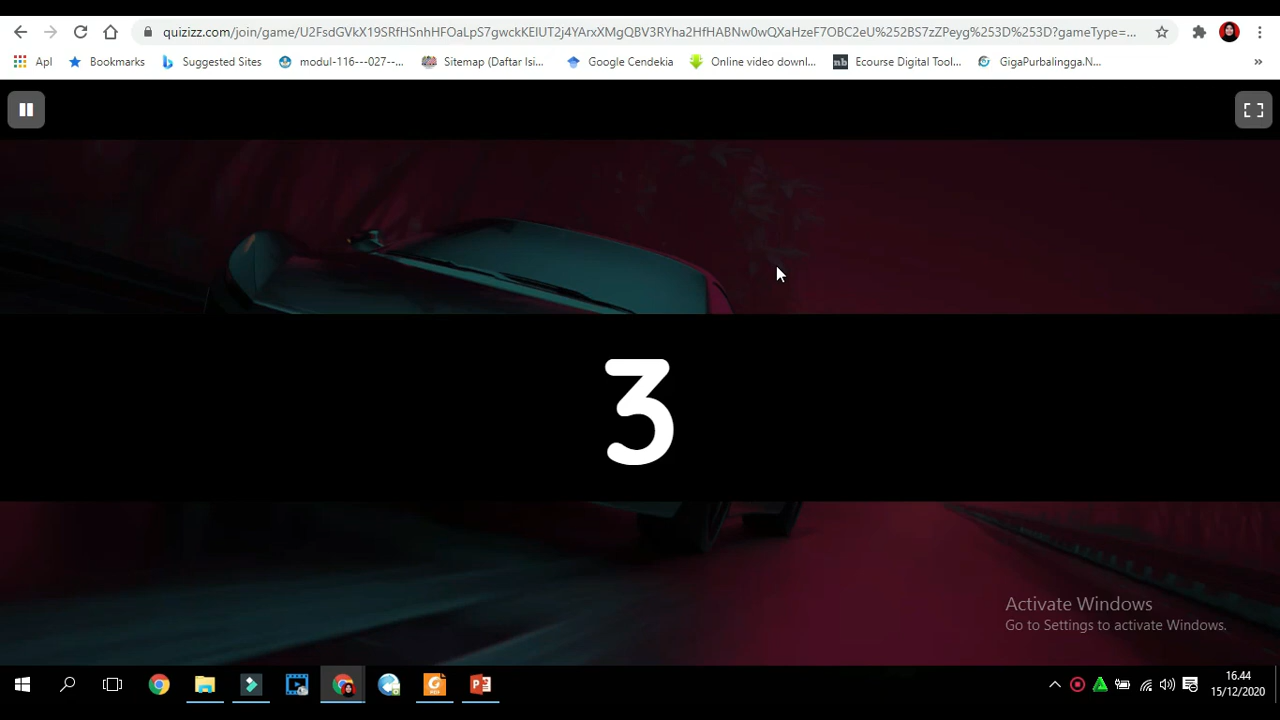 quizizz.com/join/game/U2FsdGVkX19SRfHSnhHFOaLpS7gwckKEIUT2j4YArxXMgQBV3RYha2HfHABNw0wQXaHzeF7OBC2eU%252BS7zZPeyg%253D%253D?gameType=...
Apl Bookmarks Suggested Sites modul-116---027--... Sitemap (Daftar Isi... Google Cendekia Online video downl... nb Ecourse Digital Tool... GigaPurbalingga.N... »
3
Activate Windows
Go to Settings to activate Windows.
16.44
15/12/2020